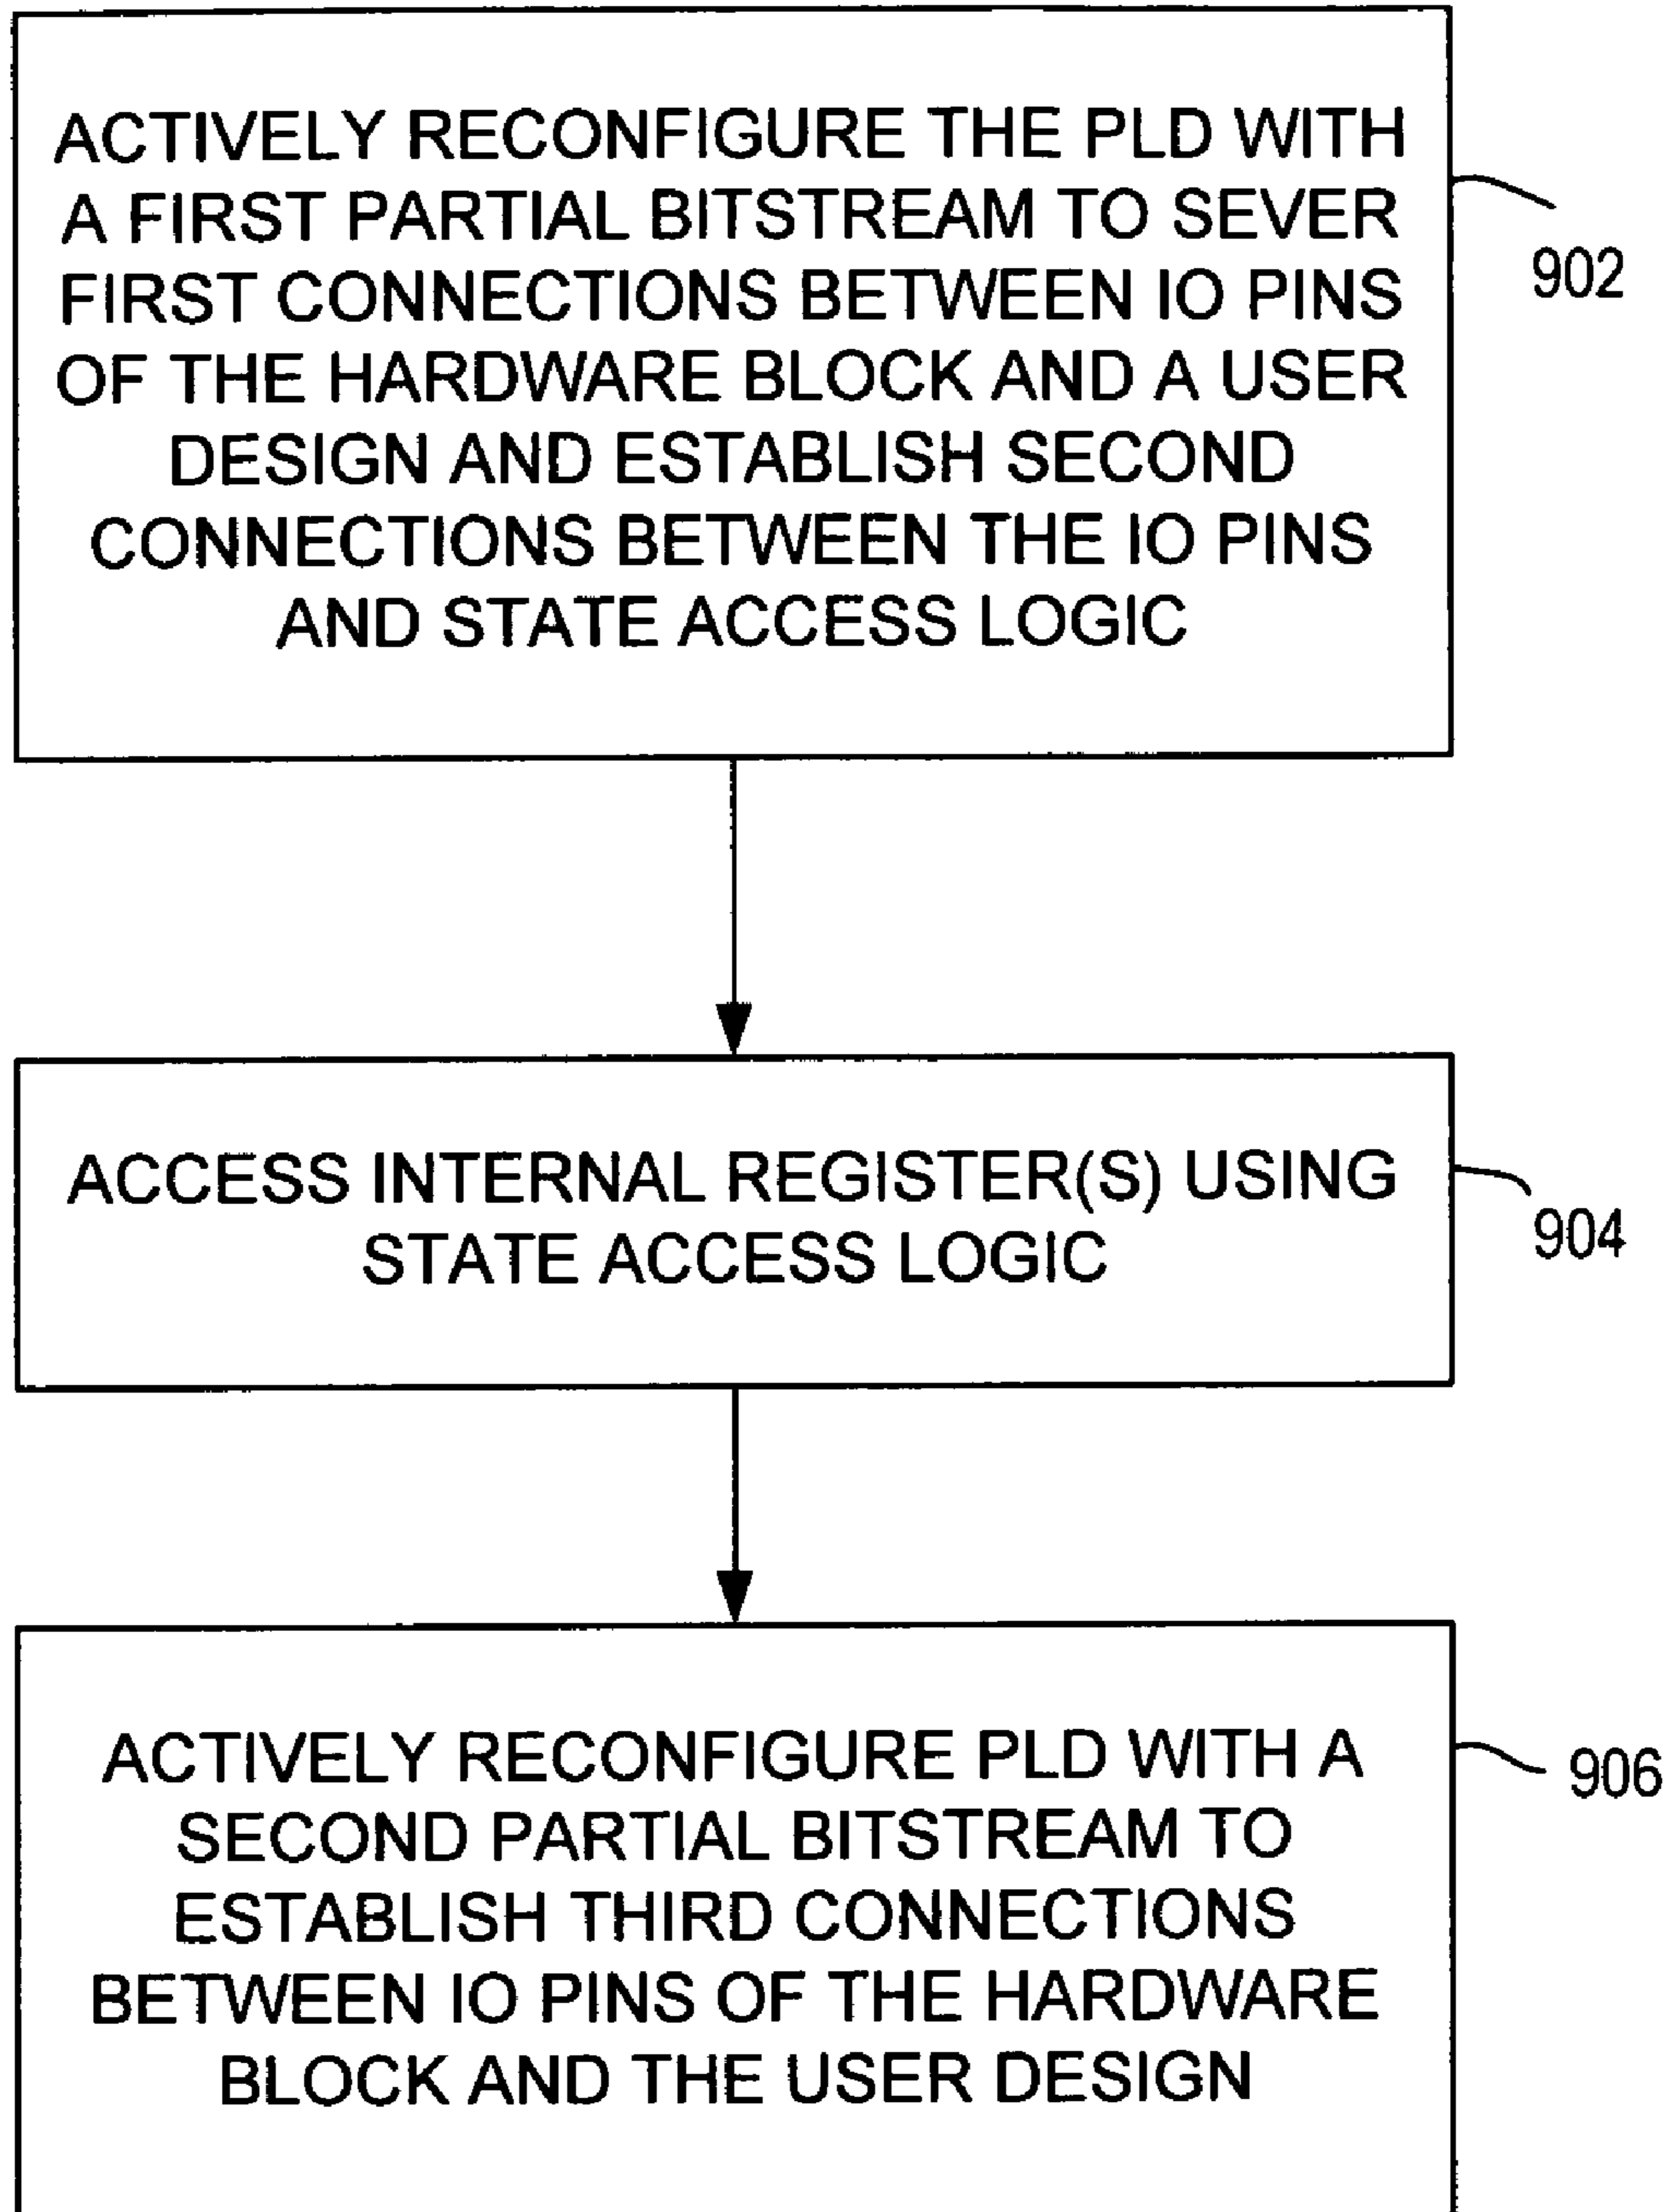 ACTIVELY RECONFIGURE THE PLD WITH
A FIRST PARTIAL BITSTREAM TO SEVER
FIRST CONNECTIONS BETWEEN IO PINS
OF THE HARDWARE BLOCK AND A USER
DESIGN AND ESTABLISH SECOND
CONNECTIONS BETWEEN THE IO PINS
AND STATE ACCESS LOGIC
902
ACCESS INTERNAL REGISTER(S) USING
STATE ACCESS LOGIC
904
ACTIVELY RECONFIGURE PLD WITH A
SECOND PARTIAL BITSTREAM TO
ESTABLISH THIRD CONNECTIONS
BETWEEN IO PINS OF THE HARDWARE
BLOCK AND THE USER DESIGN
906